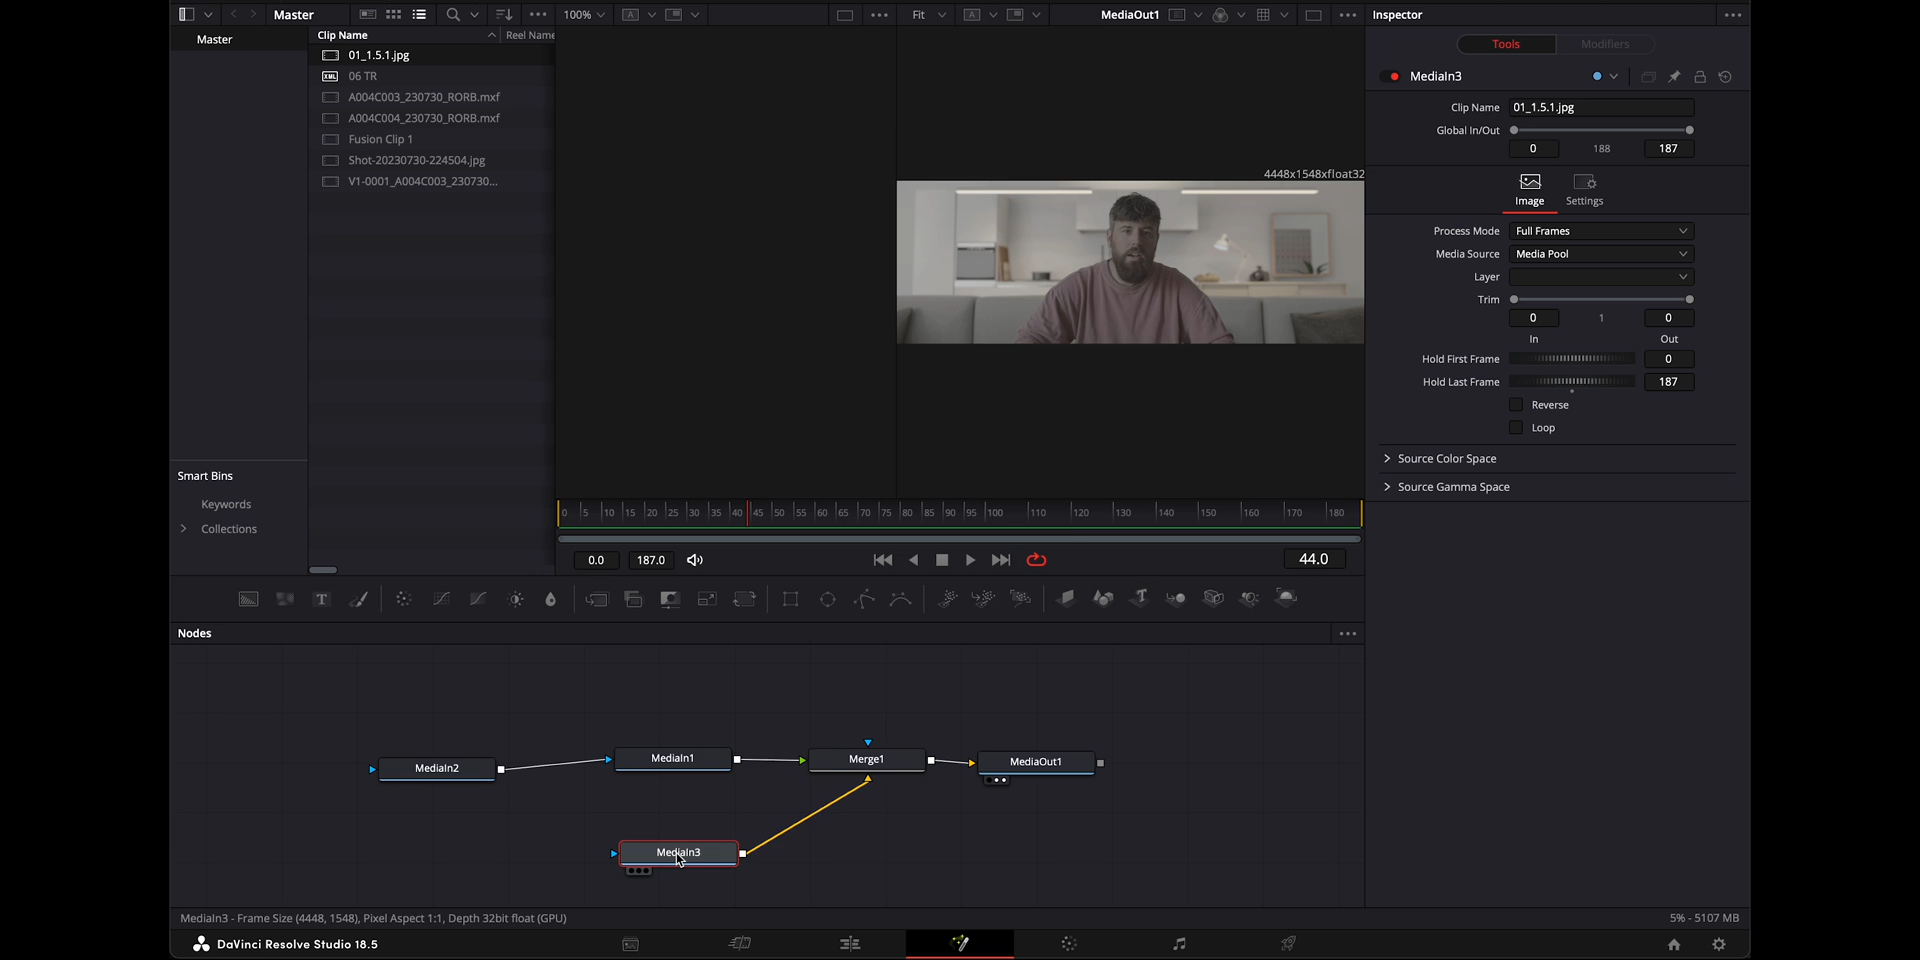 Master
100%
Fit
MediaOut1
Inspector
Master
Clip Name
Reel Name
Tools
Modifiers
01_1.5.1.jpg
XML
06 TR
A004C003_230730_RORB.mxf
A004C004_230730_RORB.mxf
Fusion Clip 1
Shot-20230730-224504.jpg
V1-0001_A004C003_230730...
MediaIn3
Clip Name
01_1.5.1.jpg
Global In/Out
0
188
187
4448x1548xfloat32
Image
Settings
Process Mode
Full Frames
Media Source
Media Pool
Layer
Trim
0
1
0
In
Out
Hold First Frame
0
Hold Last Frame
187
Reverse
Loop
Source Color Space
Source Gamma Space
Smart Bins
Keywords
Collections
0 5 10 15 20 25 30 35 40 45 50 55 60 65 70 75 80 85 90 95 100 110 120 130 140 150 160 170 180
0.0
187.0
44.0
T
T
Nodes
MediaIn2
MediaIn1
Merge1
MediaOut1
MediaIn3
MediaIn3 - Frame Size (4448, 1548), Pixel Aspect 1:1, Depth 32bit float (GPU)
5% - 5107 MB
DaVinci Resolve Studio 18.5